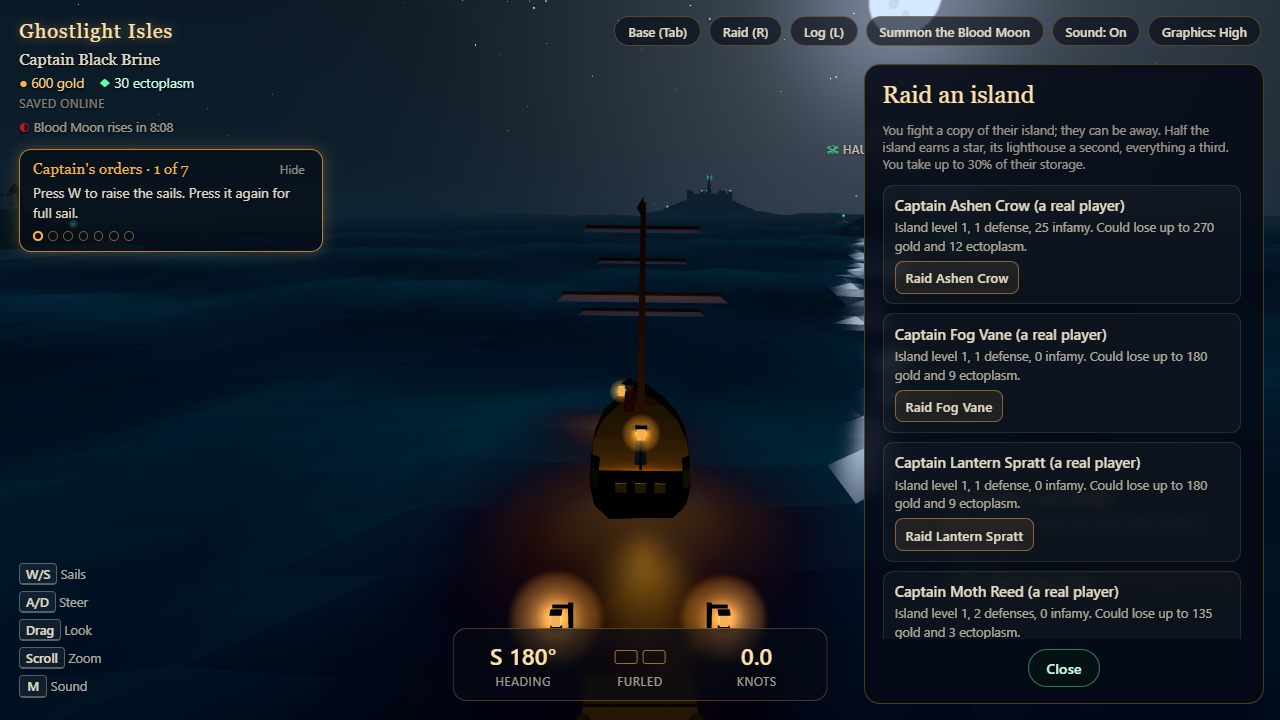 Ghostlight Isles
Captain Black Brine
600 gold 30 ectoplasm
SAVED ONLINE
Blood Moon rises in 8:08
Captain's orders · 1 of 7 Hide
Press W to raise the sails. Press it again for
full sail.
Base (Tab) Raid (R) Log (L) Summon the Blood Moon Sound: On Graphics: High
Raid an island
You fight a copy of their island; they can be away. Half the
island earns a star, its lighthouse a second, everything a third.
You take up to 30% of their storage.
Captain Ashen Crow (a real player)
Island level 1, 1 defense, 25 infamy. Could lose up to 270
gold and 12 ectoplasm.
Raid Ashen Crow
Captain Fog Vane (a real player)
Island level 1, 1 defense, 0 infamy. Could lose up to 180
gold and 9 ectoplasm.
Raid Fog Vane
Captain Lantern Spratt (a real player)
Island level 1, 1 defense, 0 infamy. Could lose up to 180
gold and 9 ectoplasm.
Raid Lantern Spratt
Captain Moth Reed (a real player)
Island level 1, 2 defenses, 0 infamy. Could lose up to 135
gold and 3 ectoplasm.
Close
W/S Sails
A/D Steer
Drag Look
Scroll Zoom
M Sound
S 180° 0.0
HEADING FURLED KNOTS